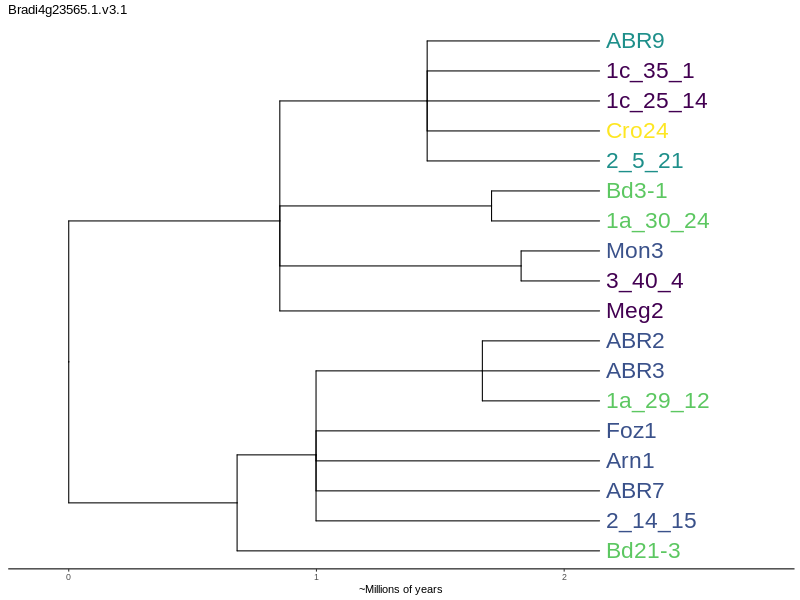 Bradi4g23565.1.v3.1
ABR9
1c_35_1
1c_25_14
Cro24
2_5_21
Bd3-1
1a_30_24
Mon3
3_40_4
Meg2
ABR2
ABR3
1a_29_12
Foz1
Arn1
ABR7
2_14_15
Bd21-3
0 1 2
~Millions of years